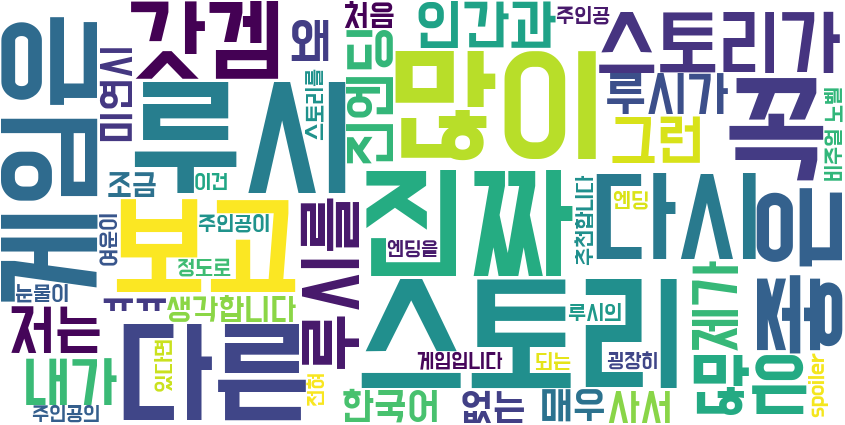 게임은
미연시
갓겜
왜
처음
인간과
주인공
스토리가
스토리를
진엔딩
많이
루시가
그런
꼭
비주얼 노벨
루시
조금
이건
보고
여운이
주인공이
정도로
눈물이
ㅠㅠ
생각합니다
루시를
진짜
엔딩을
추천합니다
엔딩
다시
좋은
저는
내가
주인공의
다른
있다면
전혀
스토리
루시의
게임입니다
되는
굉장히
제가
많은
한국어
없는
매우
사서
spoiler